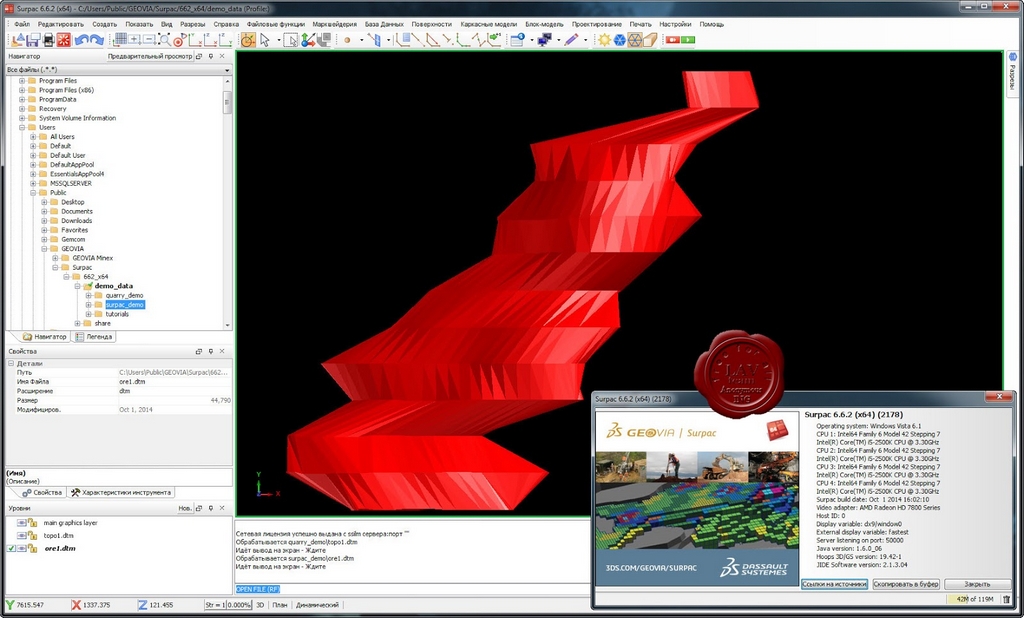 Surpac 6.6.2 (x64) - C:/Users/Public/GEOVIA/Surpac/662_x64/demo_data (Profile:)
Файл Редактировать Создать Показать Вид Разрезы Справка Файловые функции Маркшейдерия База Данных Поверхности Каркасные модели Блок-модель Проектирование Печать Настройки Помощь
Навигатор
Предварительный просмотр
Все файлы (*.*)
Program Files
Program Files (x86)
ProgramData
Recovery
System Volume Information
Users
All Users
Default
Default User
DefaultAppPool
EssentialsAppPool4
MSSQLSERVER
Public
Desktop
Documents
Downloads
Favorites
Gemcom
GEOVIA
GEOVIA Minex
Surpac
662_x64
demo_data
quarry_demo
surpac_demo
tutorials
share
Навигатор Легенда
Свойства
Детали
Путь C:\Users\Public\GEOVIA\Surpac\662...
Имя Файла ore1.dtm
Расширение dtm
Размер 44,790
Модифициров. Oct 1, 2014
(Имя)
(Описание)
Свойства Характеристики инструмента
Уровни
Нов.
main graphics layer
topo1.dtm
ore1.dtm
Разрезы
Y
X
Сетевая лицензия успешно выдана с sslm сервера:порт ""
Обрабатывается quarry_demo\topo1.dtm
Идёт вывод на экран - Ждите
Обрабатывается surpac_demo\ore1.dtm
Идёт вывод на экран - Ждите
OPEN FILE [RF]
Y 7615.547 X 1337.375 Z 121.455 Str = 1 0.000% 3D План Динамический
LAV
team
Anonymous
BIG
Surpac 6.6.2 (x64) (2178)
GEOVIA | Surpac
3DS.COM/GEOVIA/SURPAC
DASSAULT
SYSTEMES
Surpac 6.6.2 (x64) (2178)
Operating system: Windows Vista 6.1
CPU 1: Intel64 Family 6 Model 42 Stepping 7
Intel(R) Core(TM) i5-2500K CPU @ 3.30GHz
CPU 2: Intel64 Family 6 Model 42 Stepping 7
Intel(R) Core(TM) i5-2500K CPU @ 3.30GHz
CPU 3: Intel64 Family 6 Model 42 Stepping 7
Intel(R) Core(TM) i5-2500K CPU @ 3.30GHz
CPU 4: Intel64 Family 6 Model 42 Stepping 7
Intel(R) Core(TM) i5-2500K CPU @ 3.30GHz
Surpac build date: Oct 1 2014 16:02:10
Video adapter: AMD Radeon HD 7800 Series
Host ID: 0
Display variable: dx9/window0
External display variable: fastest
Server listening on port: 50000
Java version: 1.6.0_06
Hoops 3D/GS version: 19.42-1
JIDE Software version: 2.1.3.04
Ссылки на источники Скопировать в буфер Закрыть
42M of 119M